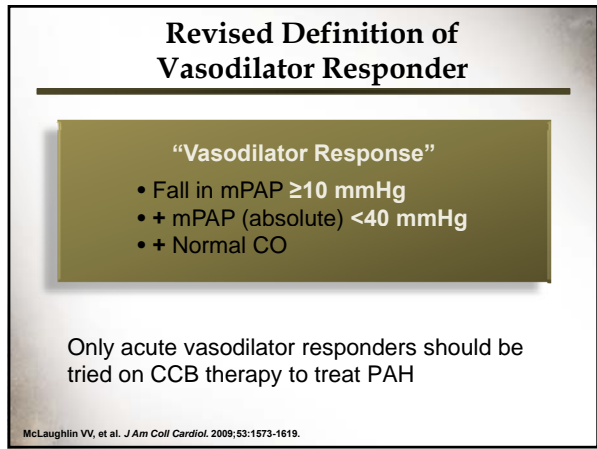 Revised Definition of
Vasodilator Responder
“Vasodilator Response”
• Fall in mPAP ≥10 mmHg
• + mPAP (absolute) <40 mmHg
• + Normal CO
Only acute vasodilator responders should be
tried on CCB therapy to treat PAH
McLaughlin VV, et al. J Am Coll Cardiol. 2009;53:1573-1619.